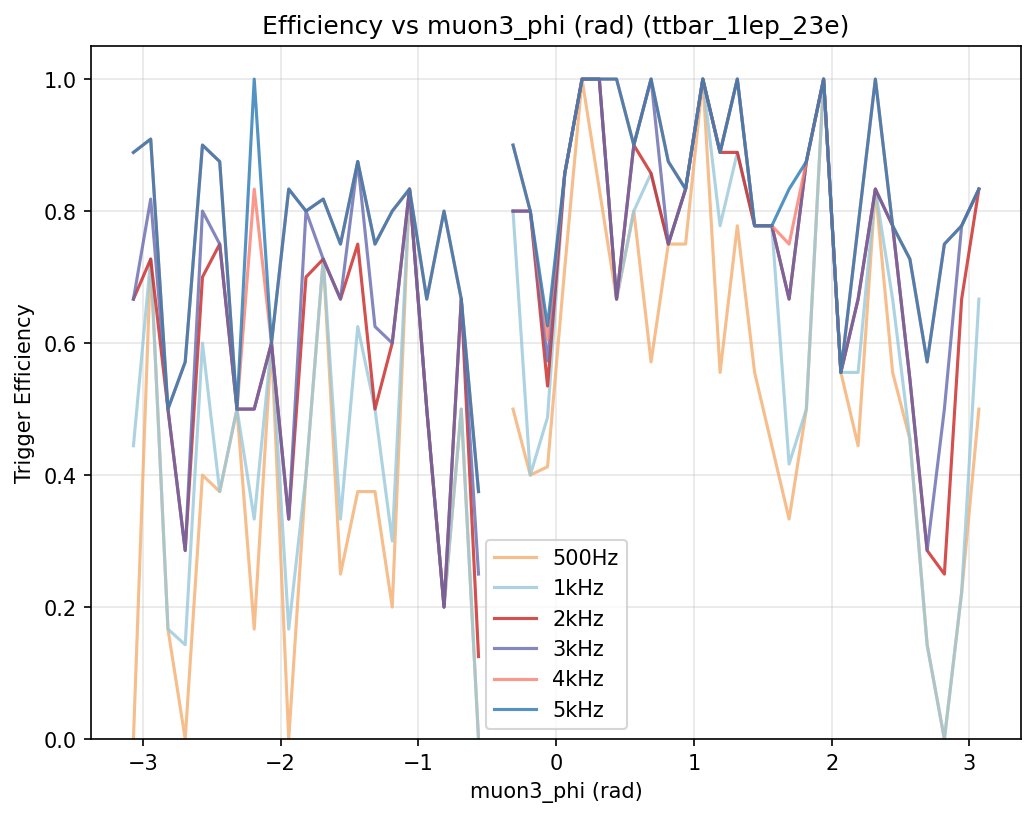 Efficiency vs muon3_phi (rad) (ttbar_1lep_23e)
Trigger Efficiency
1.0
0.8
0.6
0.4
0.2
0.0
500Hz
1kHz
2kHz
3kHz
4kHz
5kHz
−3
−2
−1
0
1
2
3
muon3_phi (rad)